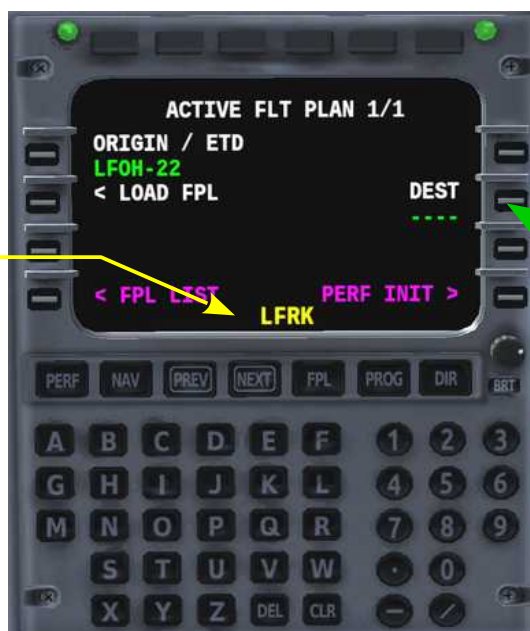 ACTIVE FLT PLAN 1/1
ORIGIN / ETD
LFOH-22
< LOAD FPL DEST
----
< FPL LIST PERF INIT >
LFRK
PERF NAV PREV NEXT FPL PROG DIR BRT
A B C D E F 1 2 3
G H I J K L 4 5 6
M N O P Q R 7 8 9
S T U V W · 0
X Y Z DEL CLR − /